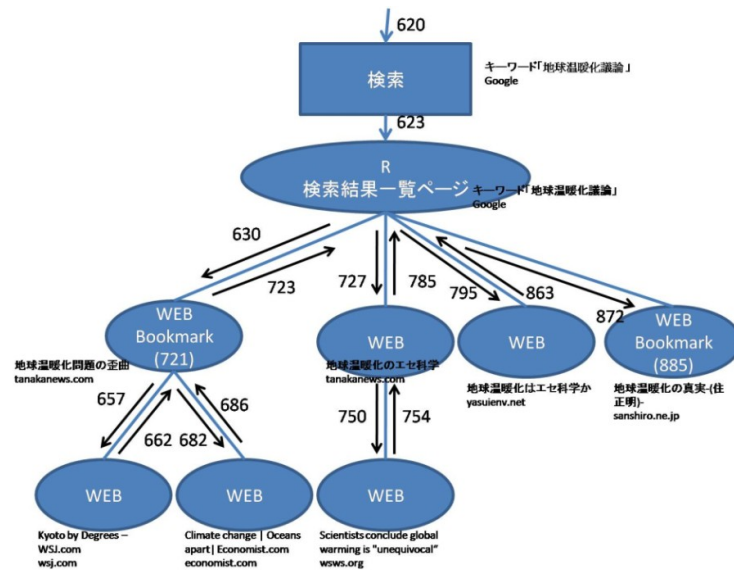 620
検索
キーワード「地球温暖化議論」
Google
623
R
検索結果一覧ページ
キーワード「地球温暖化議論」
Google
630
723
727
785
795
863
872
WEB
Bookmark
(721)
地球温暖化問題の歪曲
tanakanews.com
WEB
地球温暖化のエセ科学
tanakanews.com
WEB
地球温暖化はエセ科学か
yasuienv.net
WEB
Bookmark
(885)
地球温暖化の真実-(住
正明)-
sanshiro.ne.jp
657
662
682
686
750
754
WEB
Kyoto by Degrees –
WSJ.com
wsj.com
WEB
Climate change | Oceans
apart| Economist.com
economist.com
WEB
Scientists conclude global
warming is "unequivocal"
wsws.org